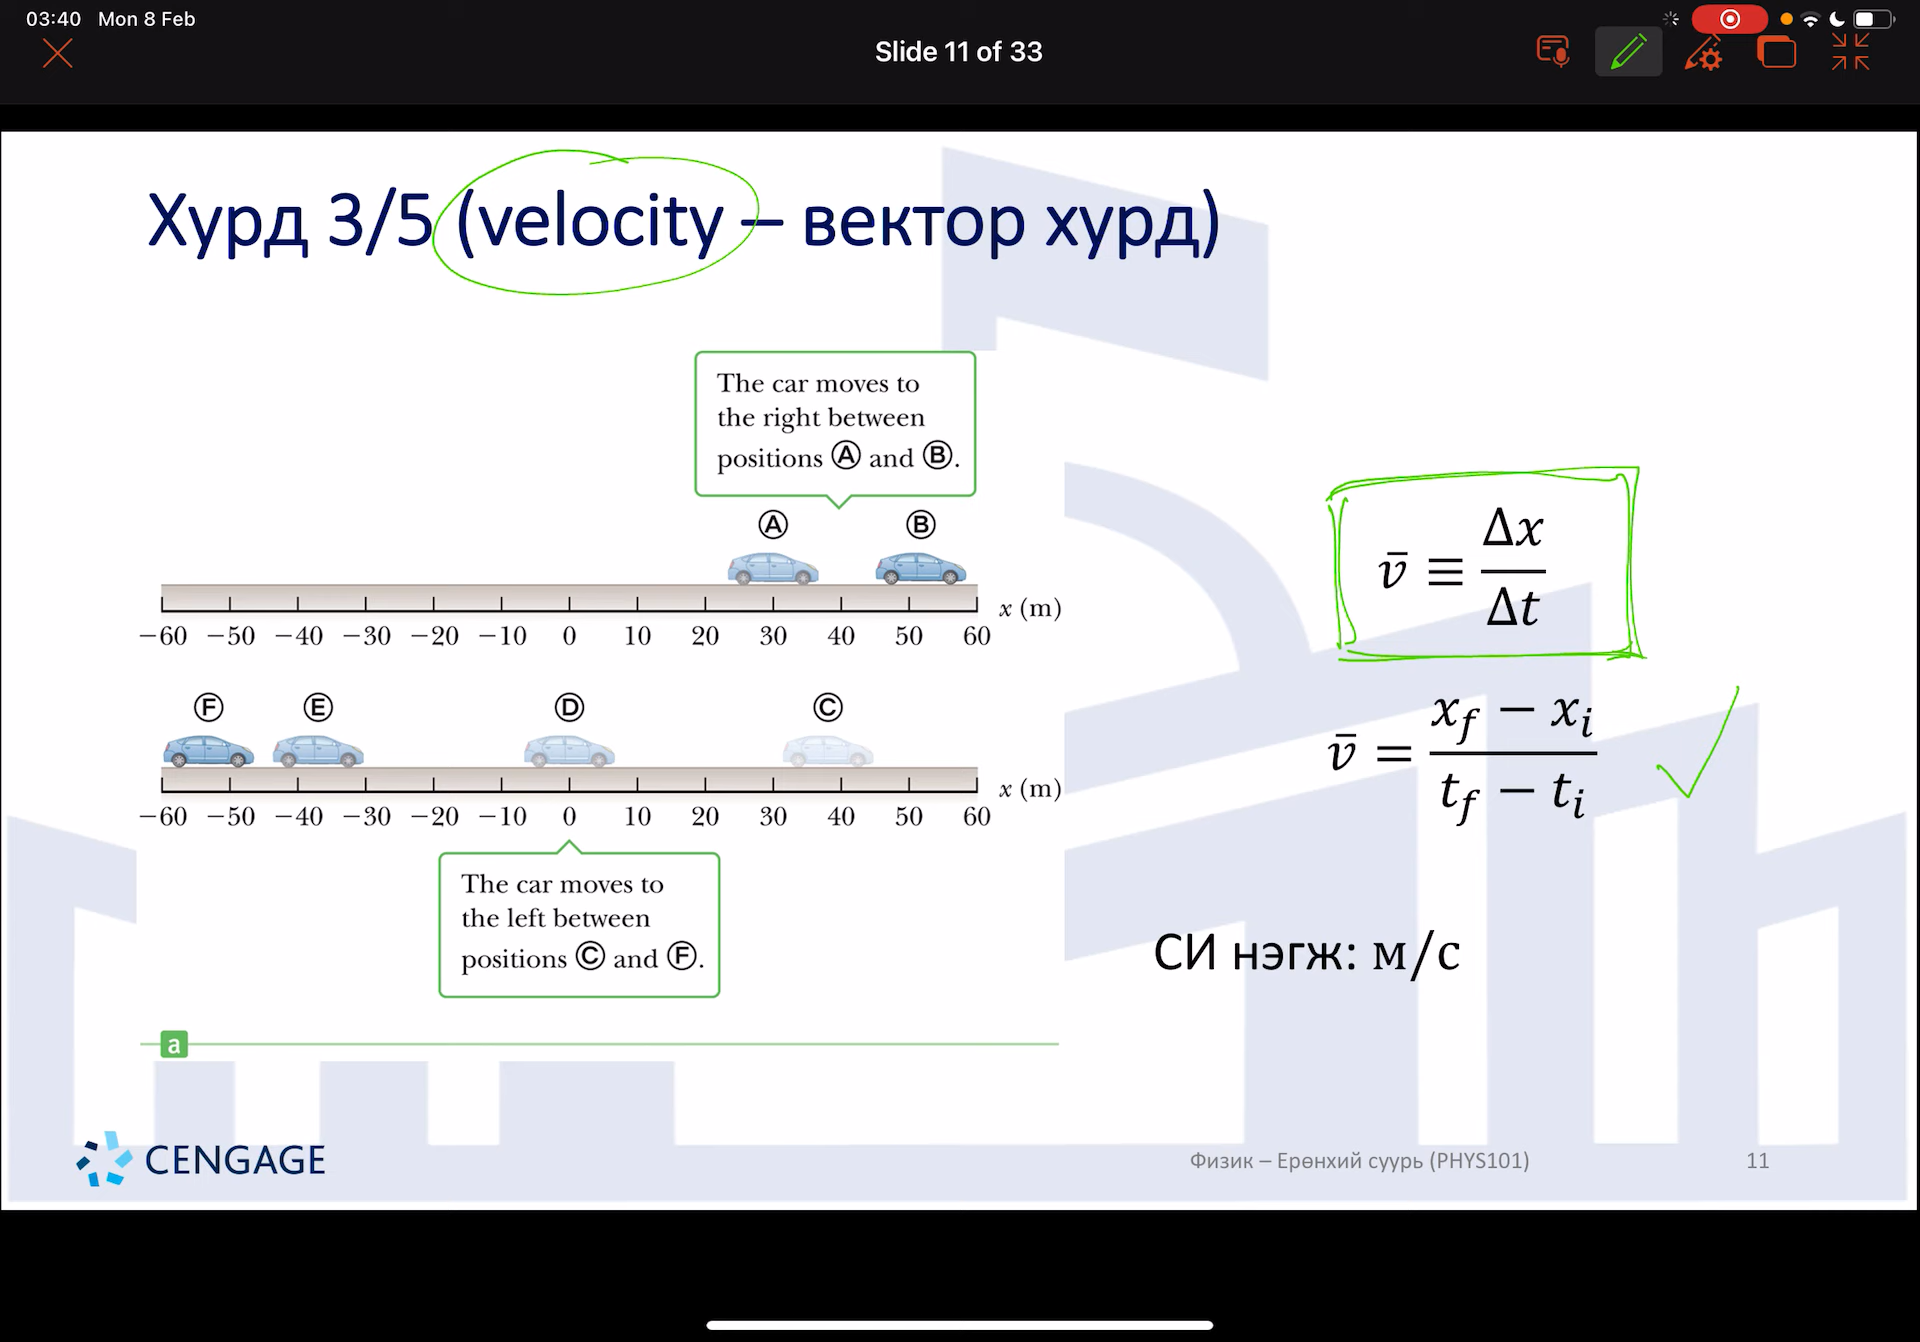 03:40 Mon 8 Feb
Slide 11 of 33
Хурд 3/5 (velocity – вектор хурд)
The car moves to
the right between
positions Ⓐ and Ⓑ.
Ⓐ Ⓑ
x (m)
−60 −50 −40 −30 −20 −10 0 10 20 30 40 50 60
Ⓕ Ⓔ Ⓓ Ⓒ
x (m)
−60 −50 −40 −30 −20 −10 0 10 20 30 40 50 60
The car moves to
the left between
positions Ⓒ and Ⓕ.
a
v̄ ≡ Δx/Δt
v̄ = (x_f − x_i)/(t_f − t_i)
СИ нэгж: м/с
CENGAGE
Физик – Ерөнхий суурь (PHYS101)
11